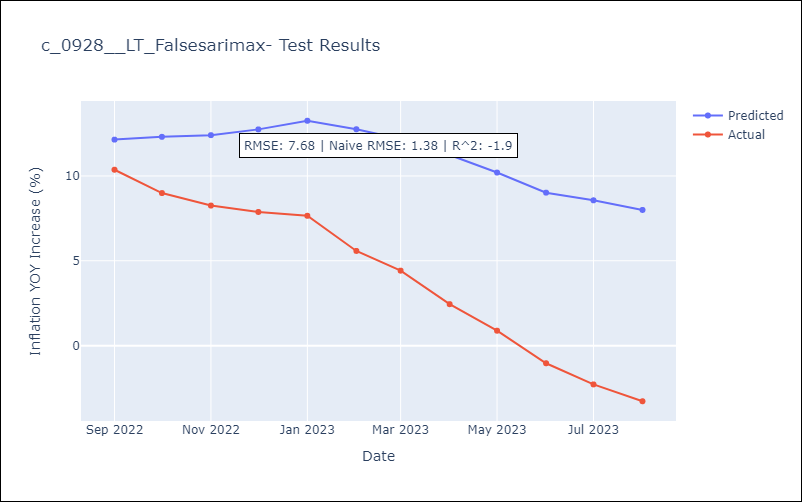 c_0928__LT_Falsesarimax- Test Results
Predicted
Actual
RMSE: 7.68 | Naive RMSE: 1.38 | R^2: -1.9
Inflation YOY Increase (%)
10
5
0
Sep 2022
Nov 2022
Jan 2023
Mar 2023
May 2023
Jul 2023
Date